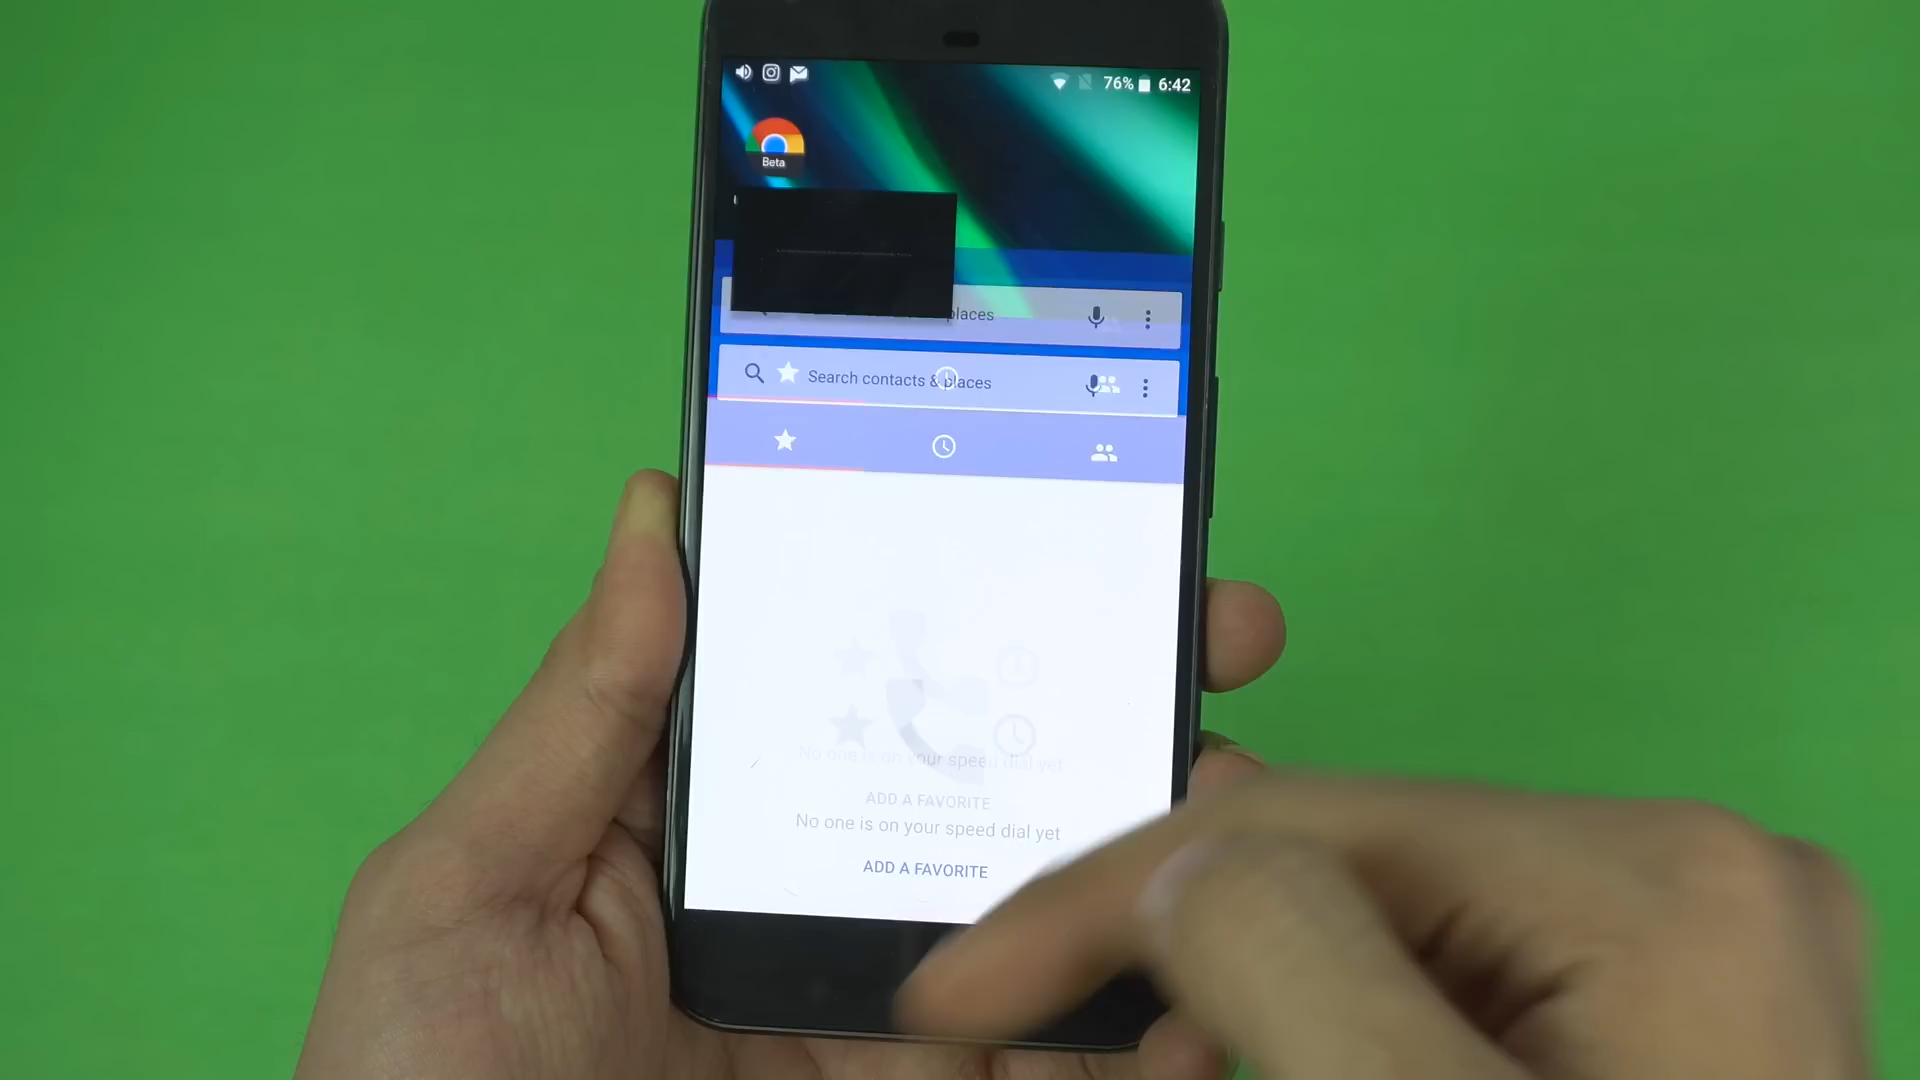 76% 6:42
Beta
places
Search contacts & places
No one is on your speed dial yet
ADD A FAVORITE
No one is on your speed dial yet
ADD A FAVORITE